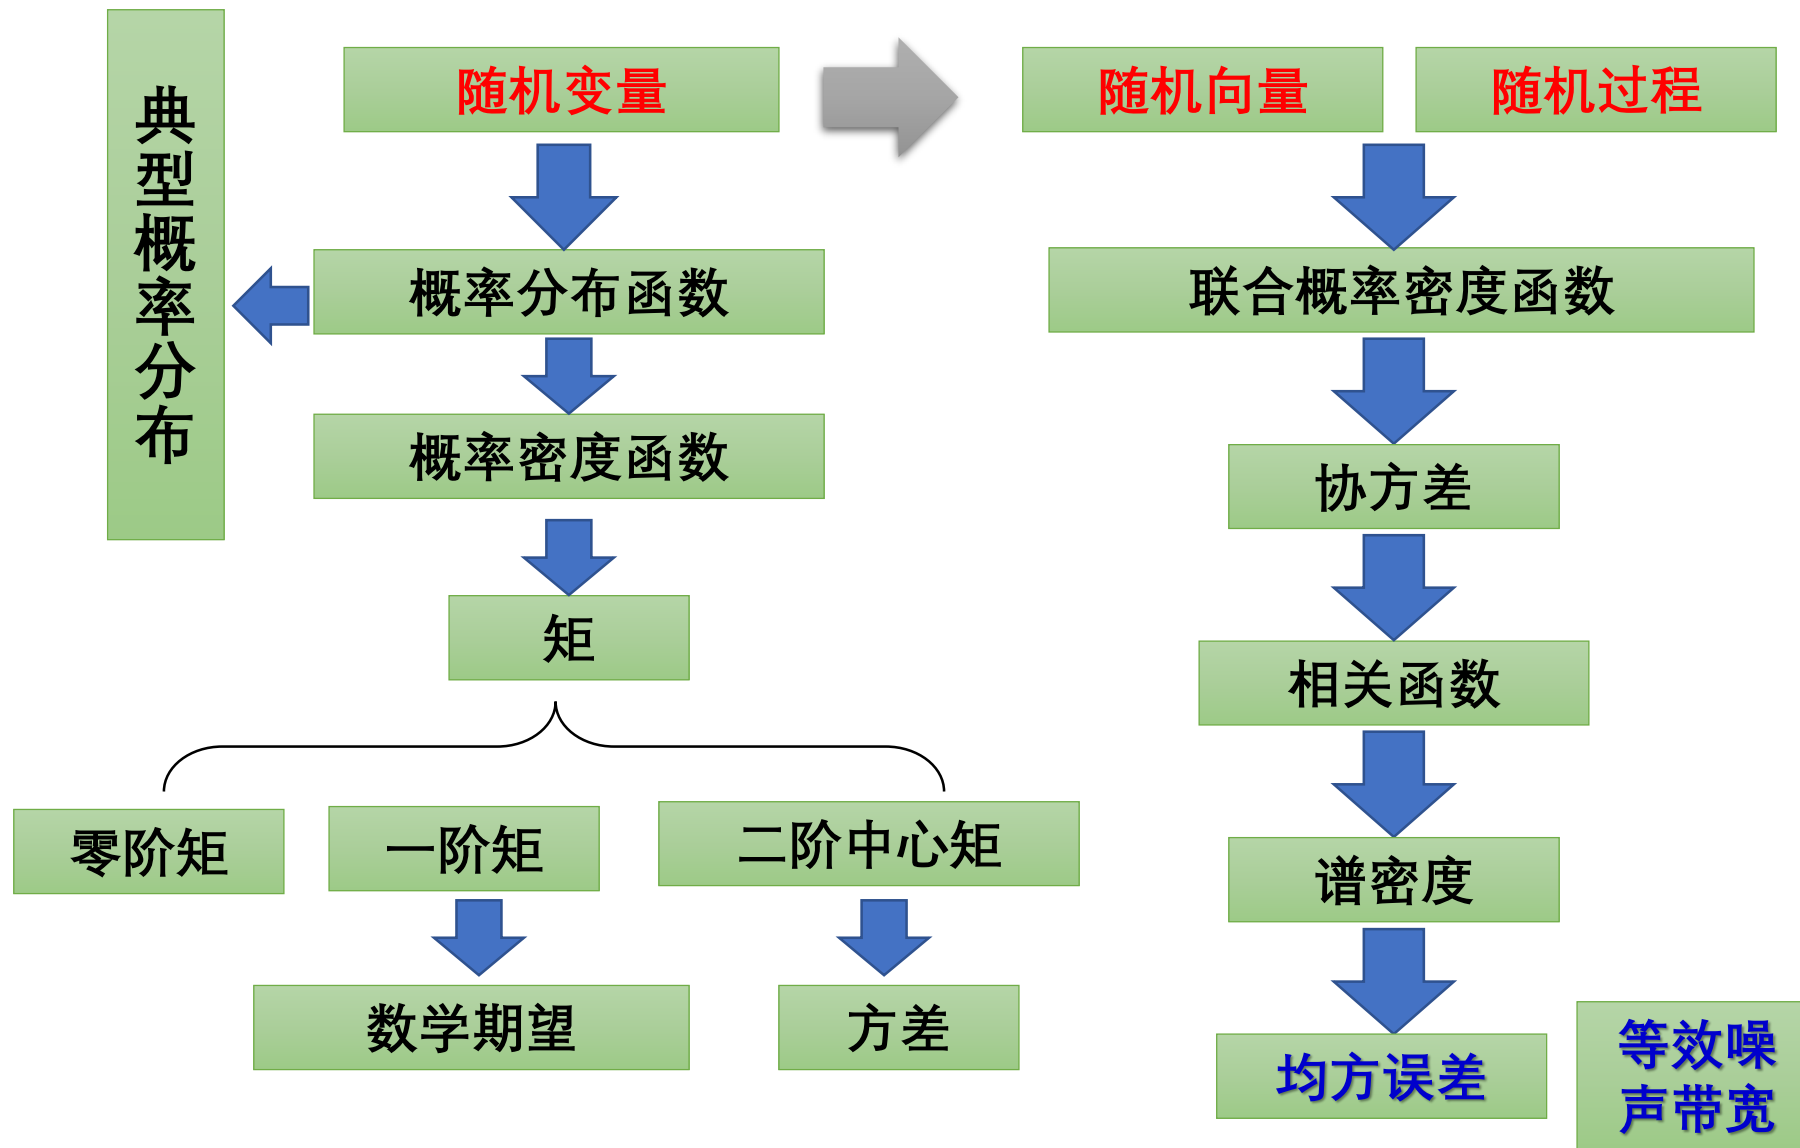 典型概率分布
随机变量
随机向量
随机过程
概率分布函数
联合概率密度函数
概率密度函数
协方差
矩
相关函数
零阶矩
一阶矩
二阶中心矩
谱密度
数学期望
方差
均方误差
等效噪
声带宽